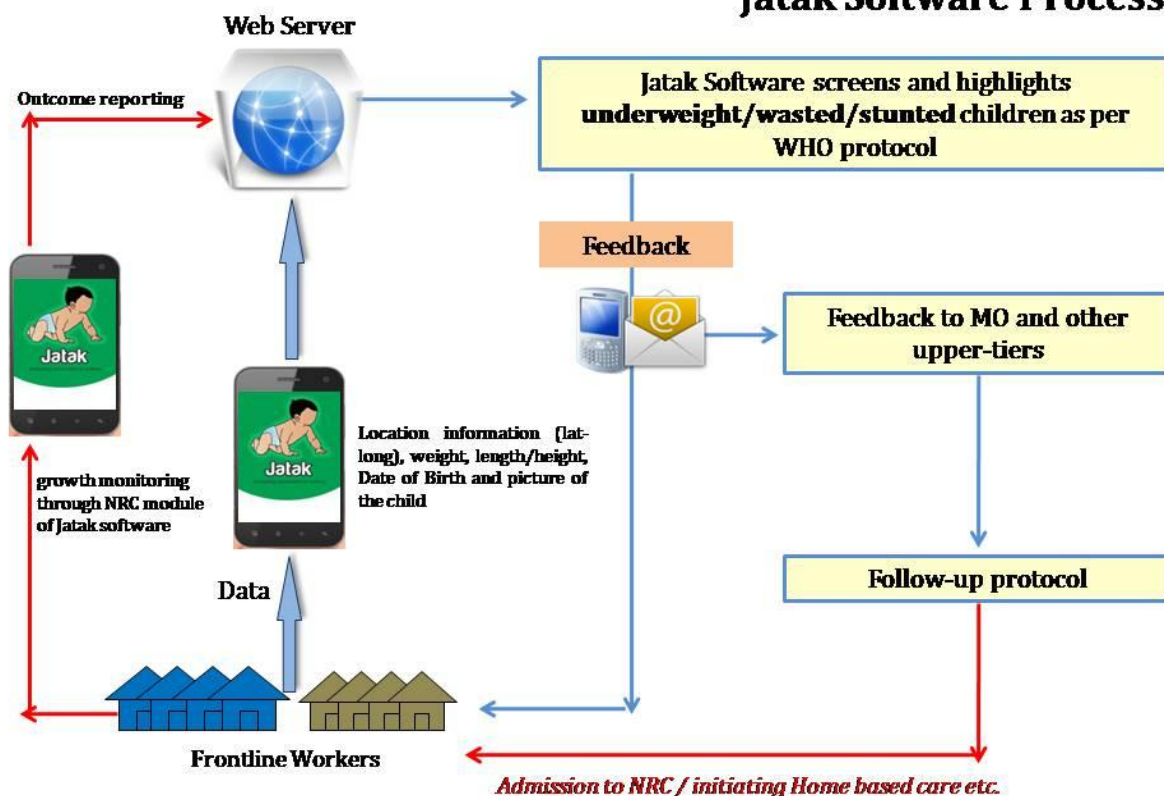 Jatak Software Process
Web Server
Outcome reporting
Jatak Software screens and highlights
underweight/wasted/stunted children as per
WHO protocol
Feedback
@
Feedback to MO and other
upper-tiers
Jatak
Jatak
Location information (lat-
long), weight, length/height,
Date of Birth and picture of
the child
growth monitoring
through NRC module
of Jatak software
Data
Follow-up protocol
Frontline Workers
Admission to NRC / initiating Home based care etc.